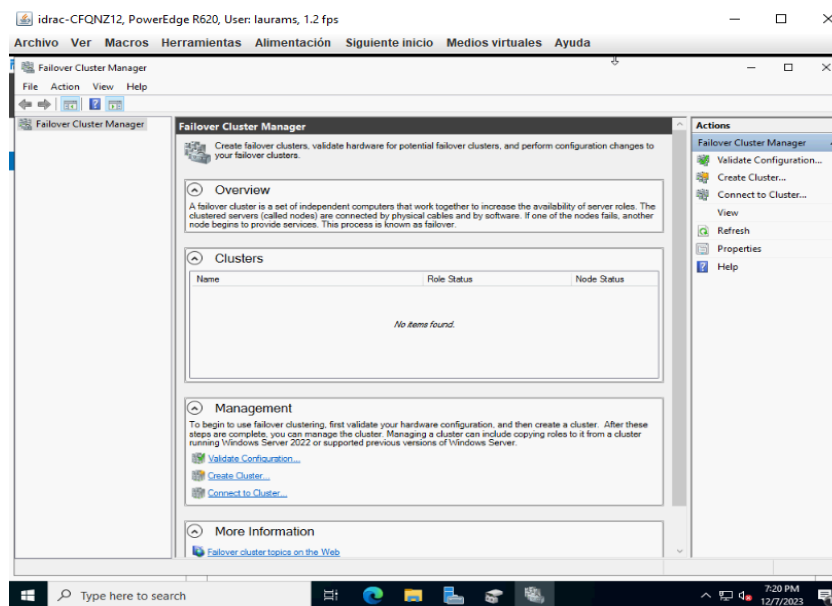 idrac-CFQNZ12, PowerEdge R620, User: laurams, 1.2 fps
Archivo Ver Macros Herramientas Alimentación Siguiente inicio Medios virtuales Ayuda
Failover Cluster Manager
File Action View Help
Failover Cluster Manager
Failover Cluster Manager
Create failover clusters, validate hardware for potential failover clusters, and perform configuration changes to
your failover clusters.
Overview
A failover cluster is a set of independent computers that work together to increase the availability of server roles. The
clustered servers (called nodes) are connected by physical cables and by software. If one of the nodes fails, another
node begins to provide services. This process is known as failover.
Clusters
Name Role Status Node Status
No items found.
Management
To begin to use failover clustering, first validate your hardware configuration, and then create a cluster. After these
steps are complete, you can manage the cluster. Managing a cluster can include copying roles to it from a cluster
running Windows Server 2022 or supported previous versions of Windows Server.
Validate Configuration...
Create Cluster...
Connect to Cluster...
More Information
Failover cluster topics on the Web
Actions
Failover Cluster Manager
Validate Configuration...
Create Cluster...
Connect to Cluster...
View
Refresh
Properties
Help
Type here to search
7:20 PM
12/7/2023